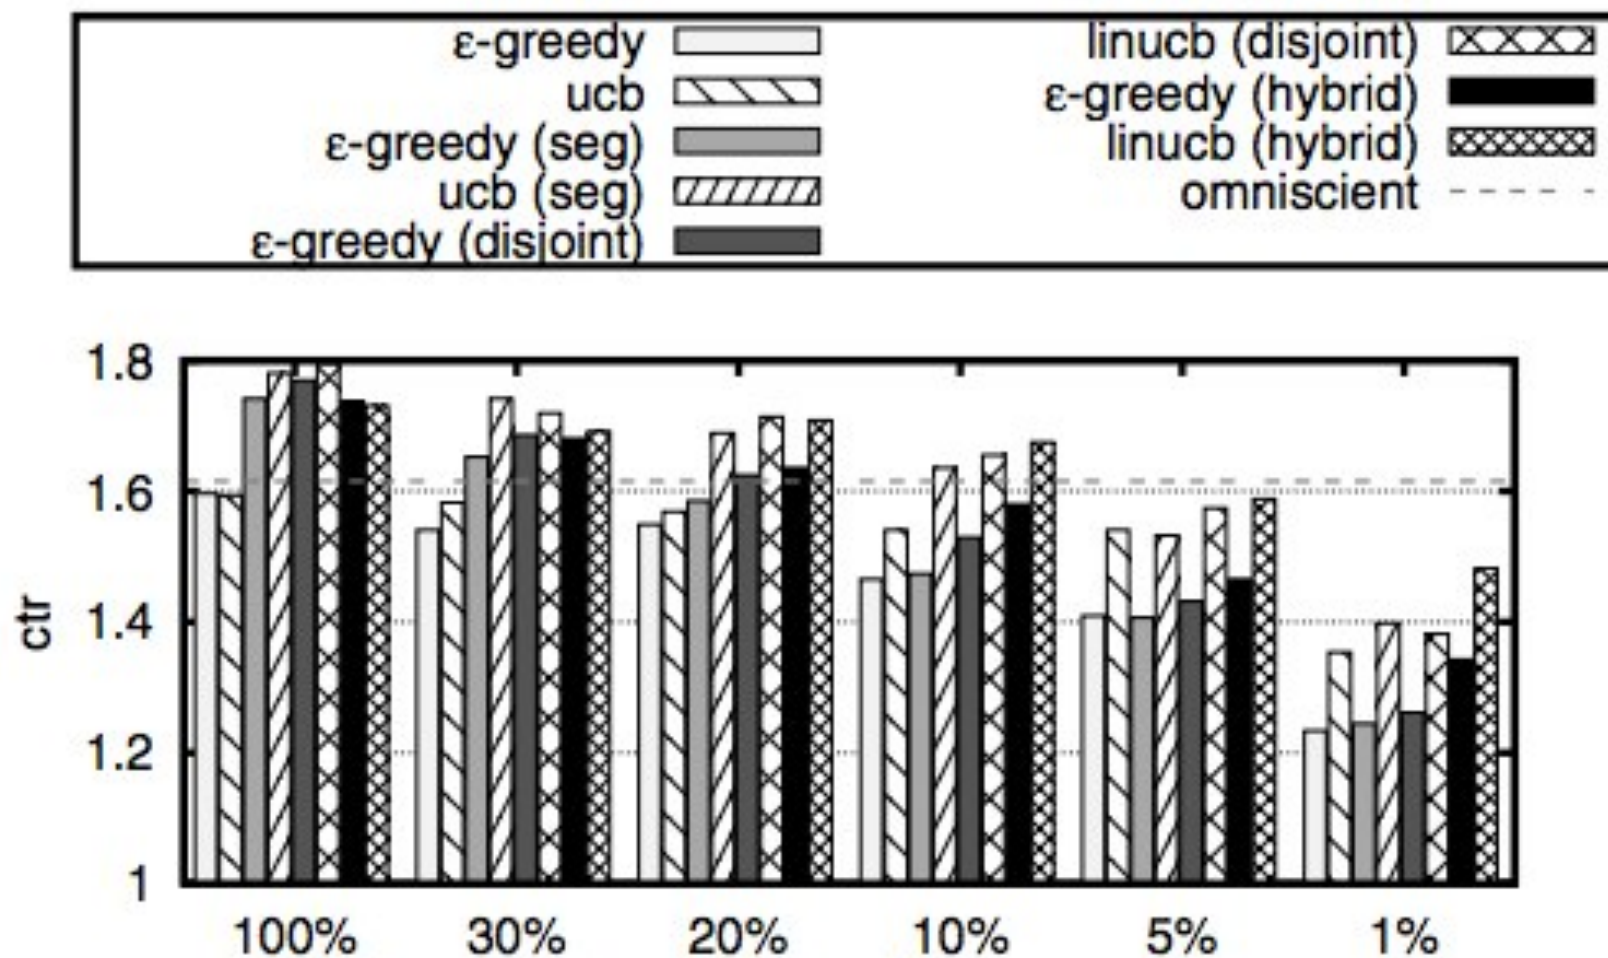 ε-greedy
ucb
ε-greedy (seg)
ucb (seg)
ε-greedy (disjoint)
linucb (disjoint)
ε-greedy (hybrid)
linucb (hybrid)
omniscient
1.8
1.6
1.4
1.2
1
ctr
100% 30% 20% 10% 5% 1%